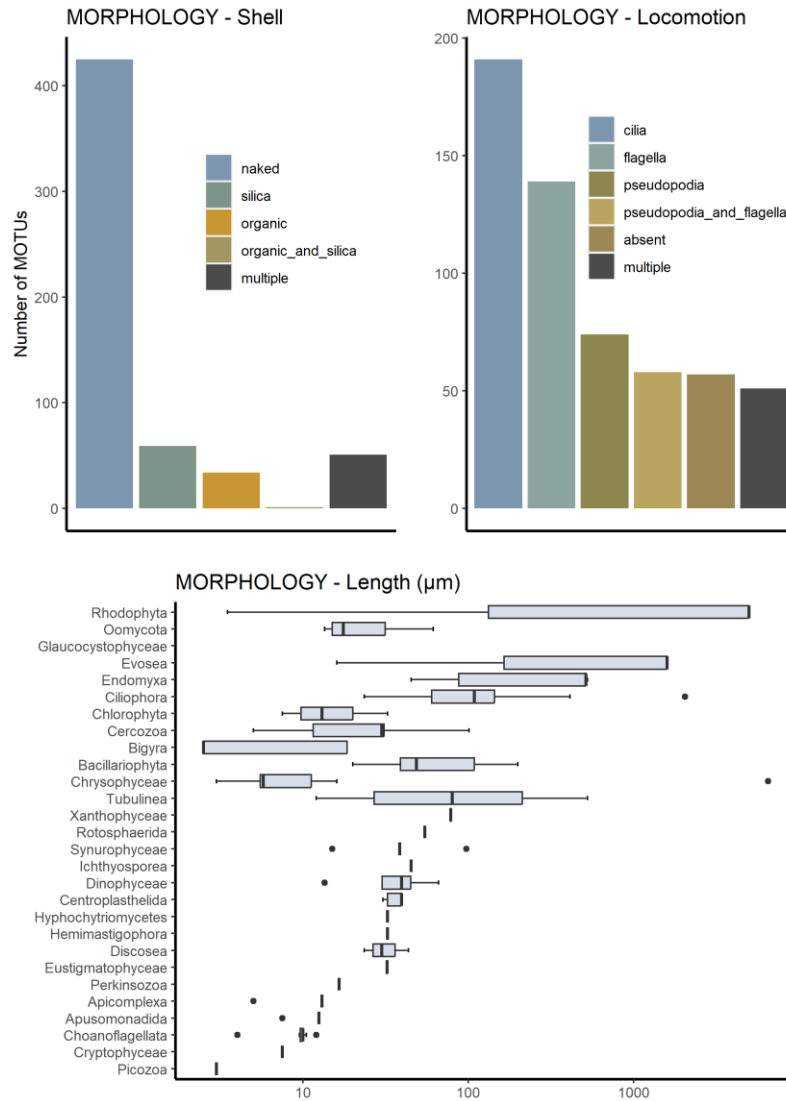 MORPHOLOGY - Shell
400
300
200
100
0
Number of MOTUs
naked
silica
organic
organic_and_silica
multiple
MORPHOLOGY - Locomotion
200
150
100
50
0
cilia
flagella
pseudopodia
pseudopodia_and_flagella
absent
multiple
MORPHOLOGY - Length (µm)
Rhodophyta
Oomycota
Glaucocystophyceae
Evosea
Endomyxa
Ciliophora
Chlorophyta
Cercozoa
Bigyra
Bacillariophyta
Chrysophyceae
Tubulinea
Xanthophyceae
Rotosphaerida
Synurophyceae
Ichthyosporea
Dinophyceae
Centroplasthelida
Hyphochytriomycetes
Hemimastigophora
Discosea
Eustigmatophyceae
Perkinsozoa
Apicomplexa
Apusomonadida
Choanoflagellata
Cryptophyceae
Picozoa
10
100
1000